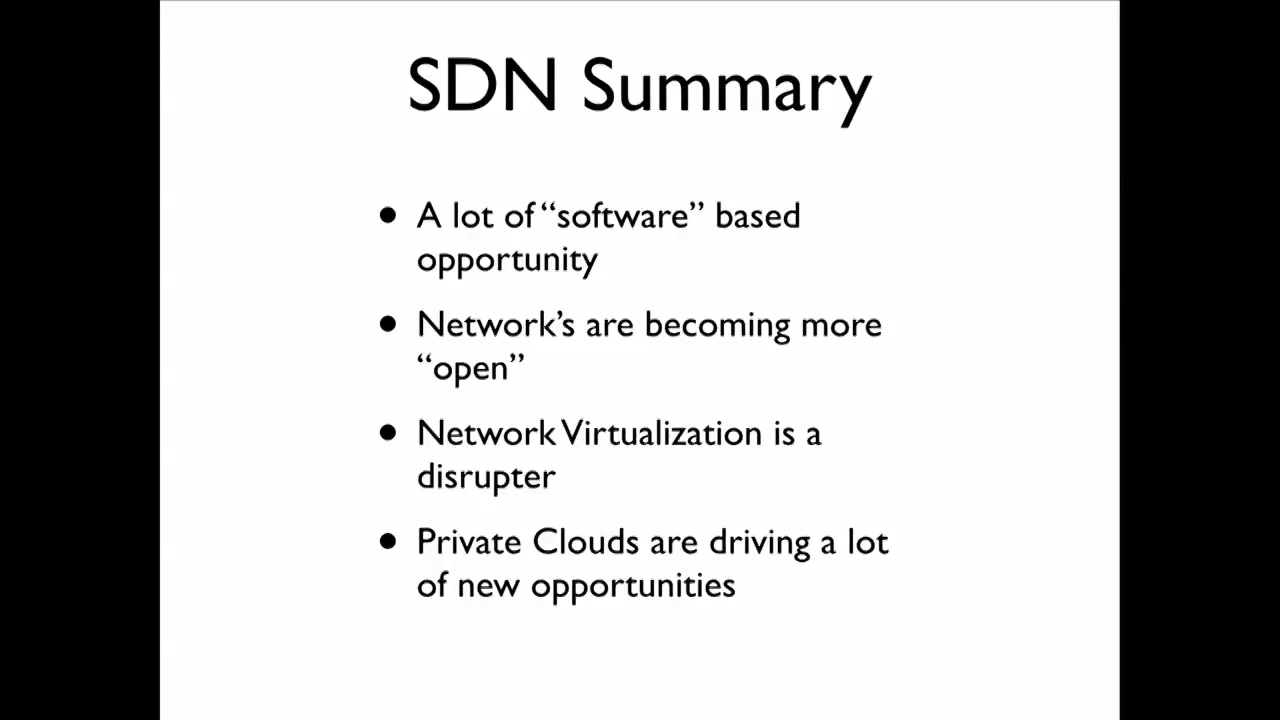 SDN Summary
• A lot of “software” based
opportunity
• Network’s are becoming more
“open”
• Network Virtualization is a
disrupter
• Private Clouds are driving a lot
of new opportunities